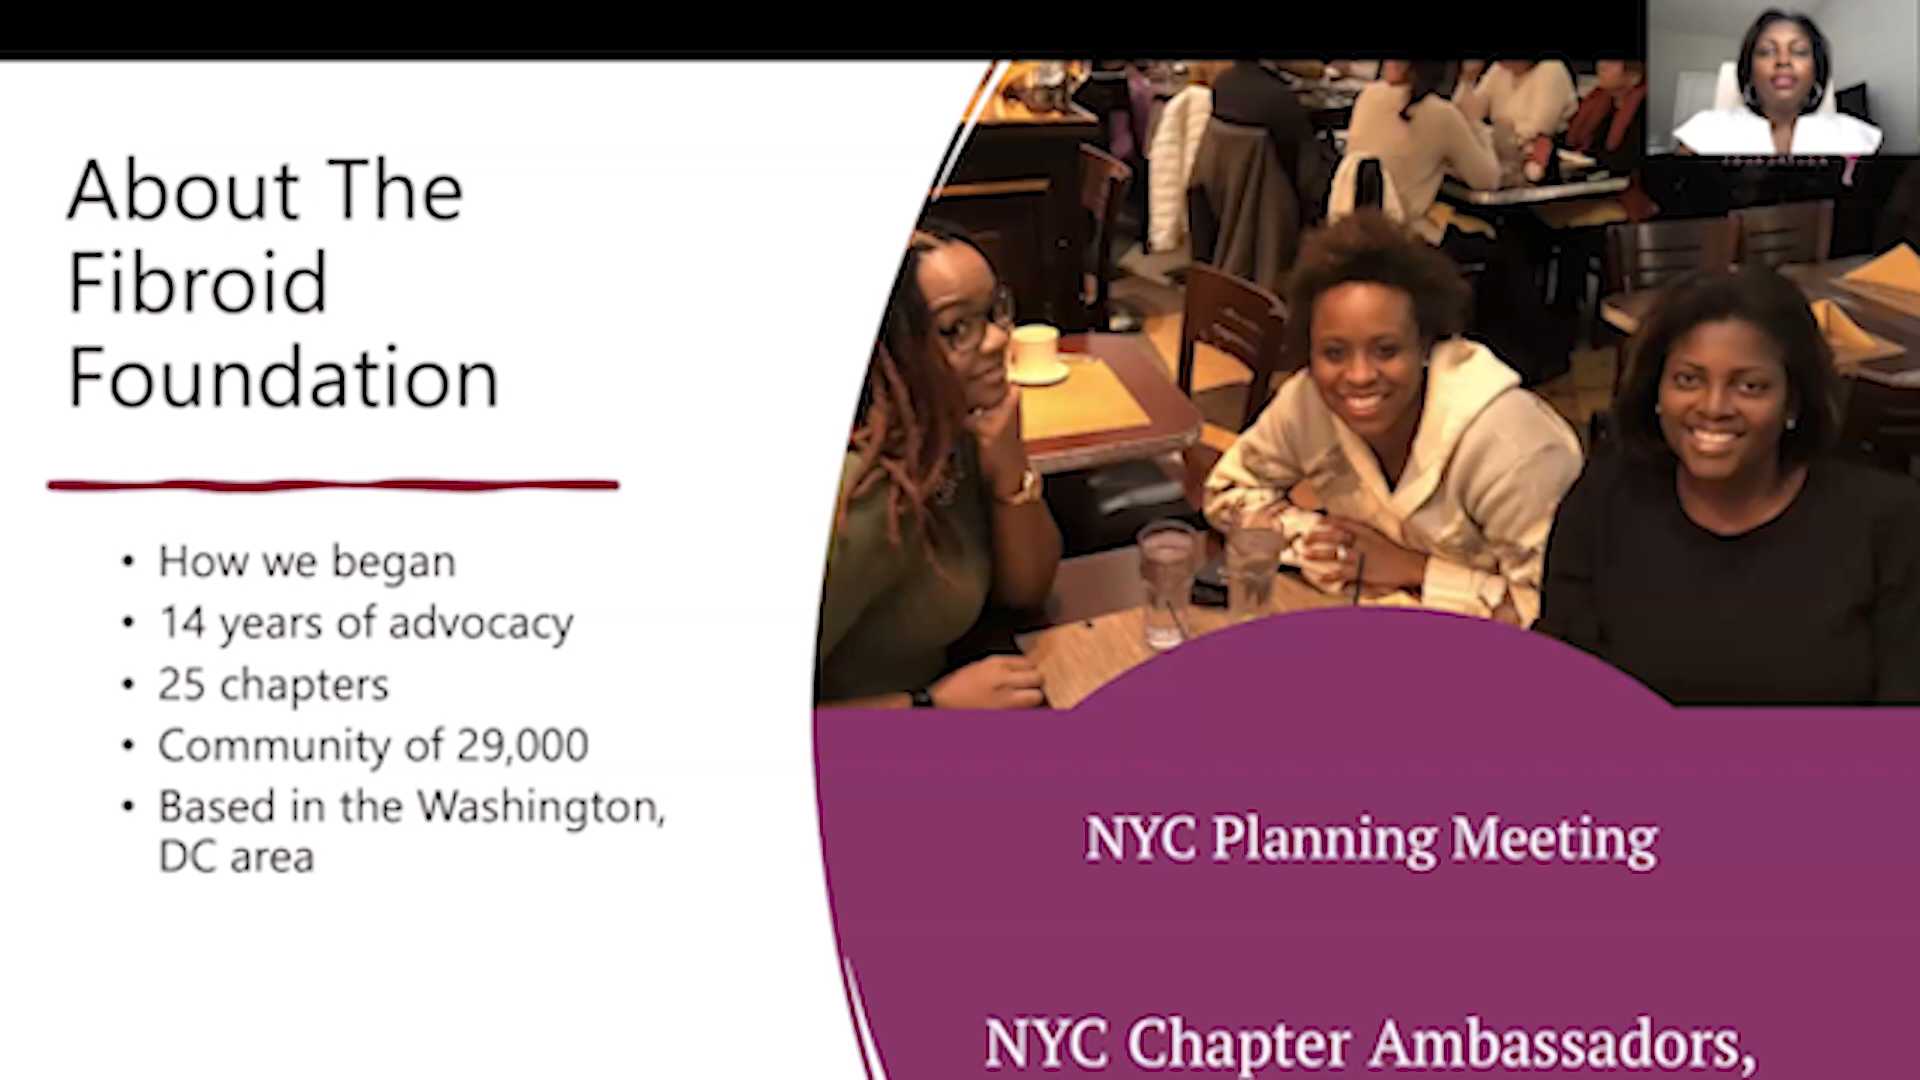 About The
Fibroid
Foundation
• How we began
• 14 years of advocacy
• 25 chapters
• Community of 29,000
• Based in the Washington,
DC area
NYC Planning Meeting
NYC Chapter Ambassadors,